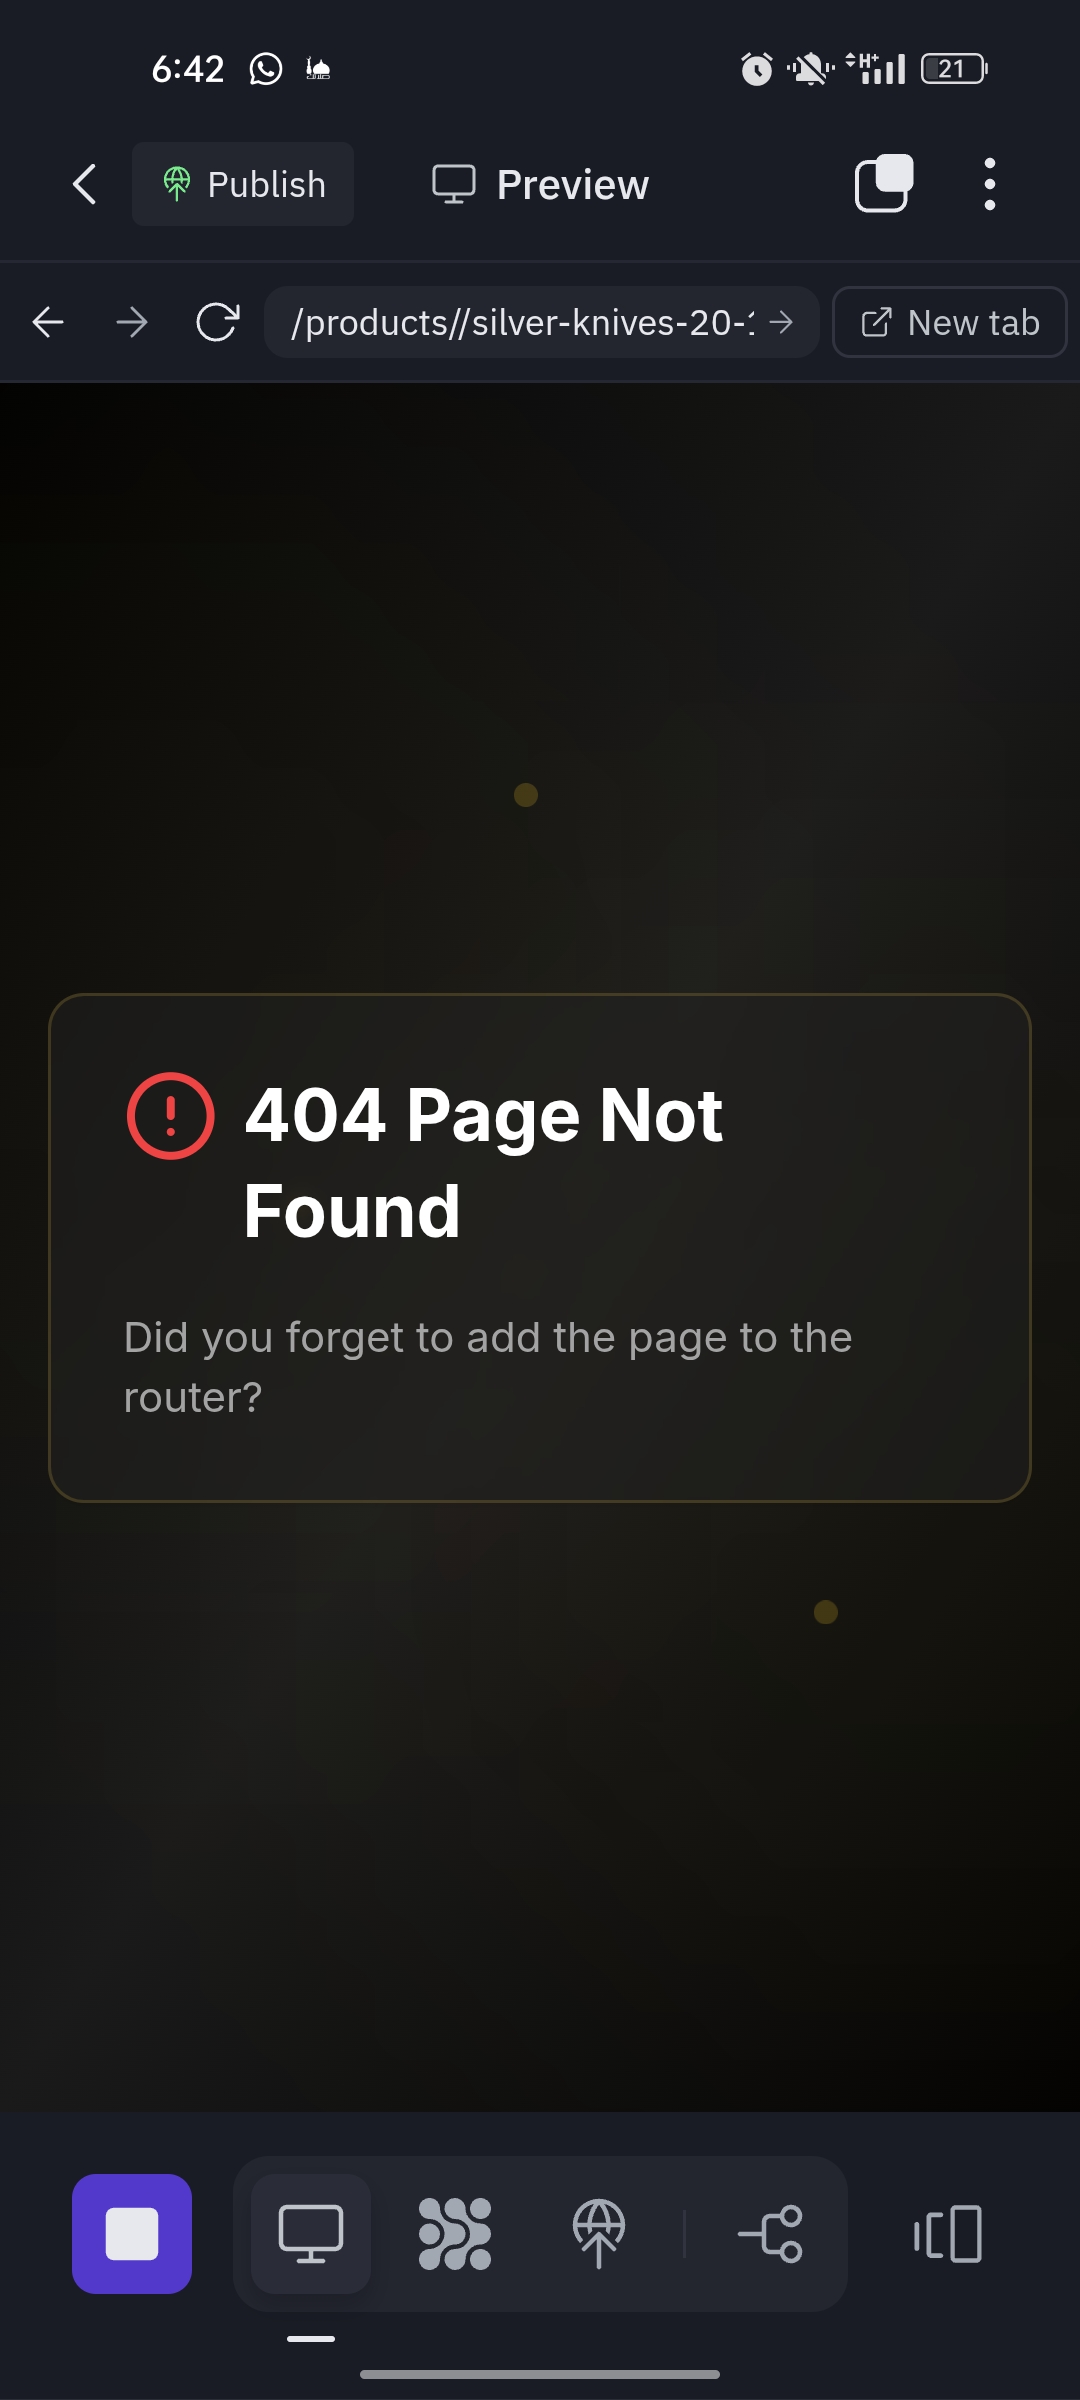 6:42
H+
21
Publish
Preview
/products//silver-knives-20-
New tab
404 Page Not
Found
Did you forget to add the page to the
router?